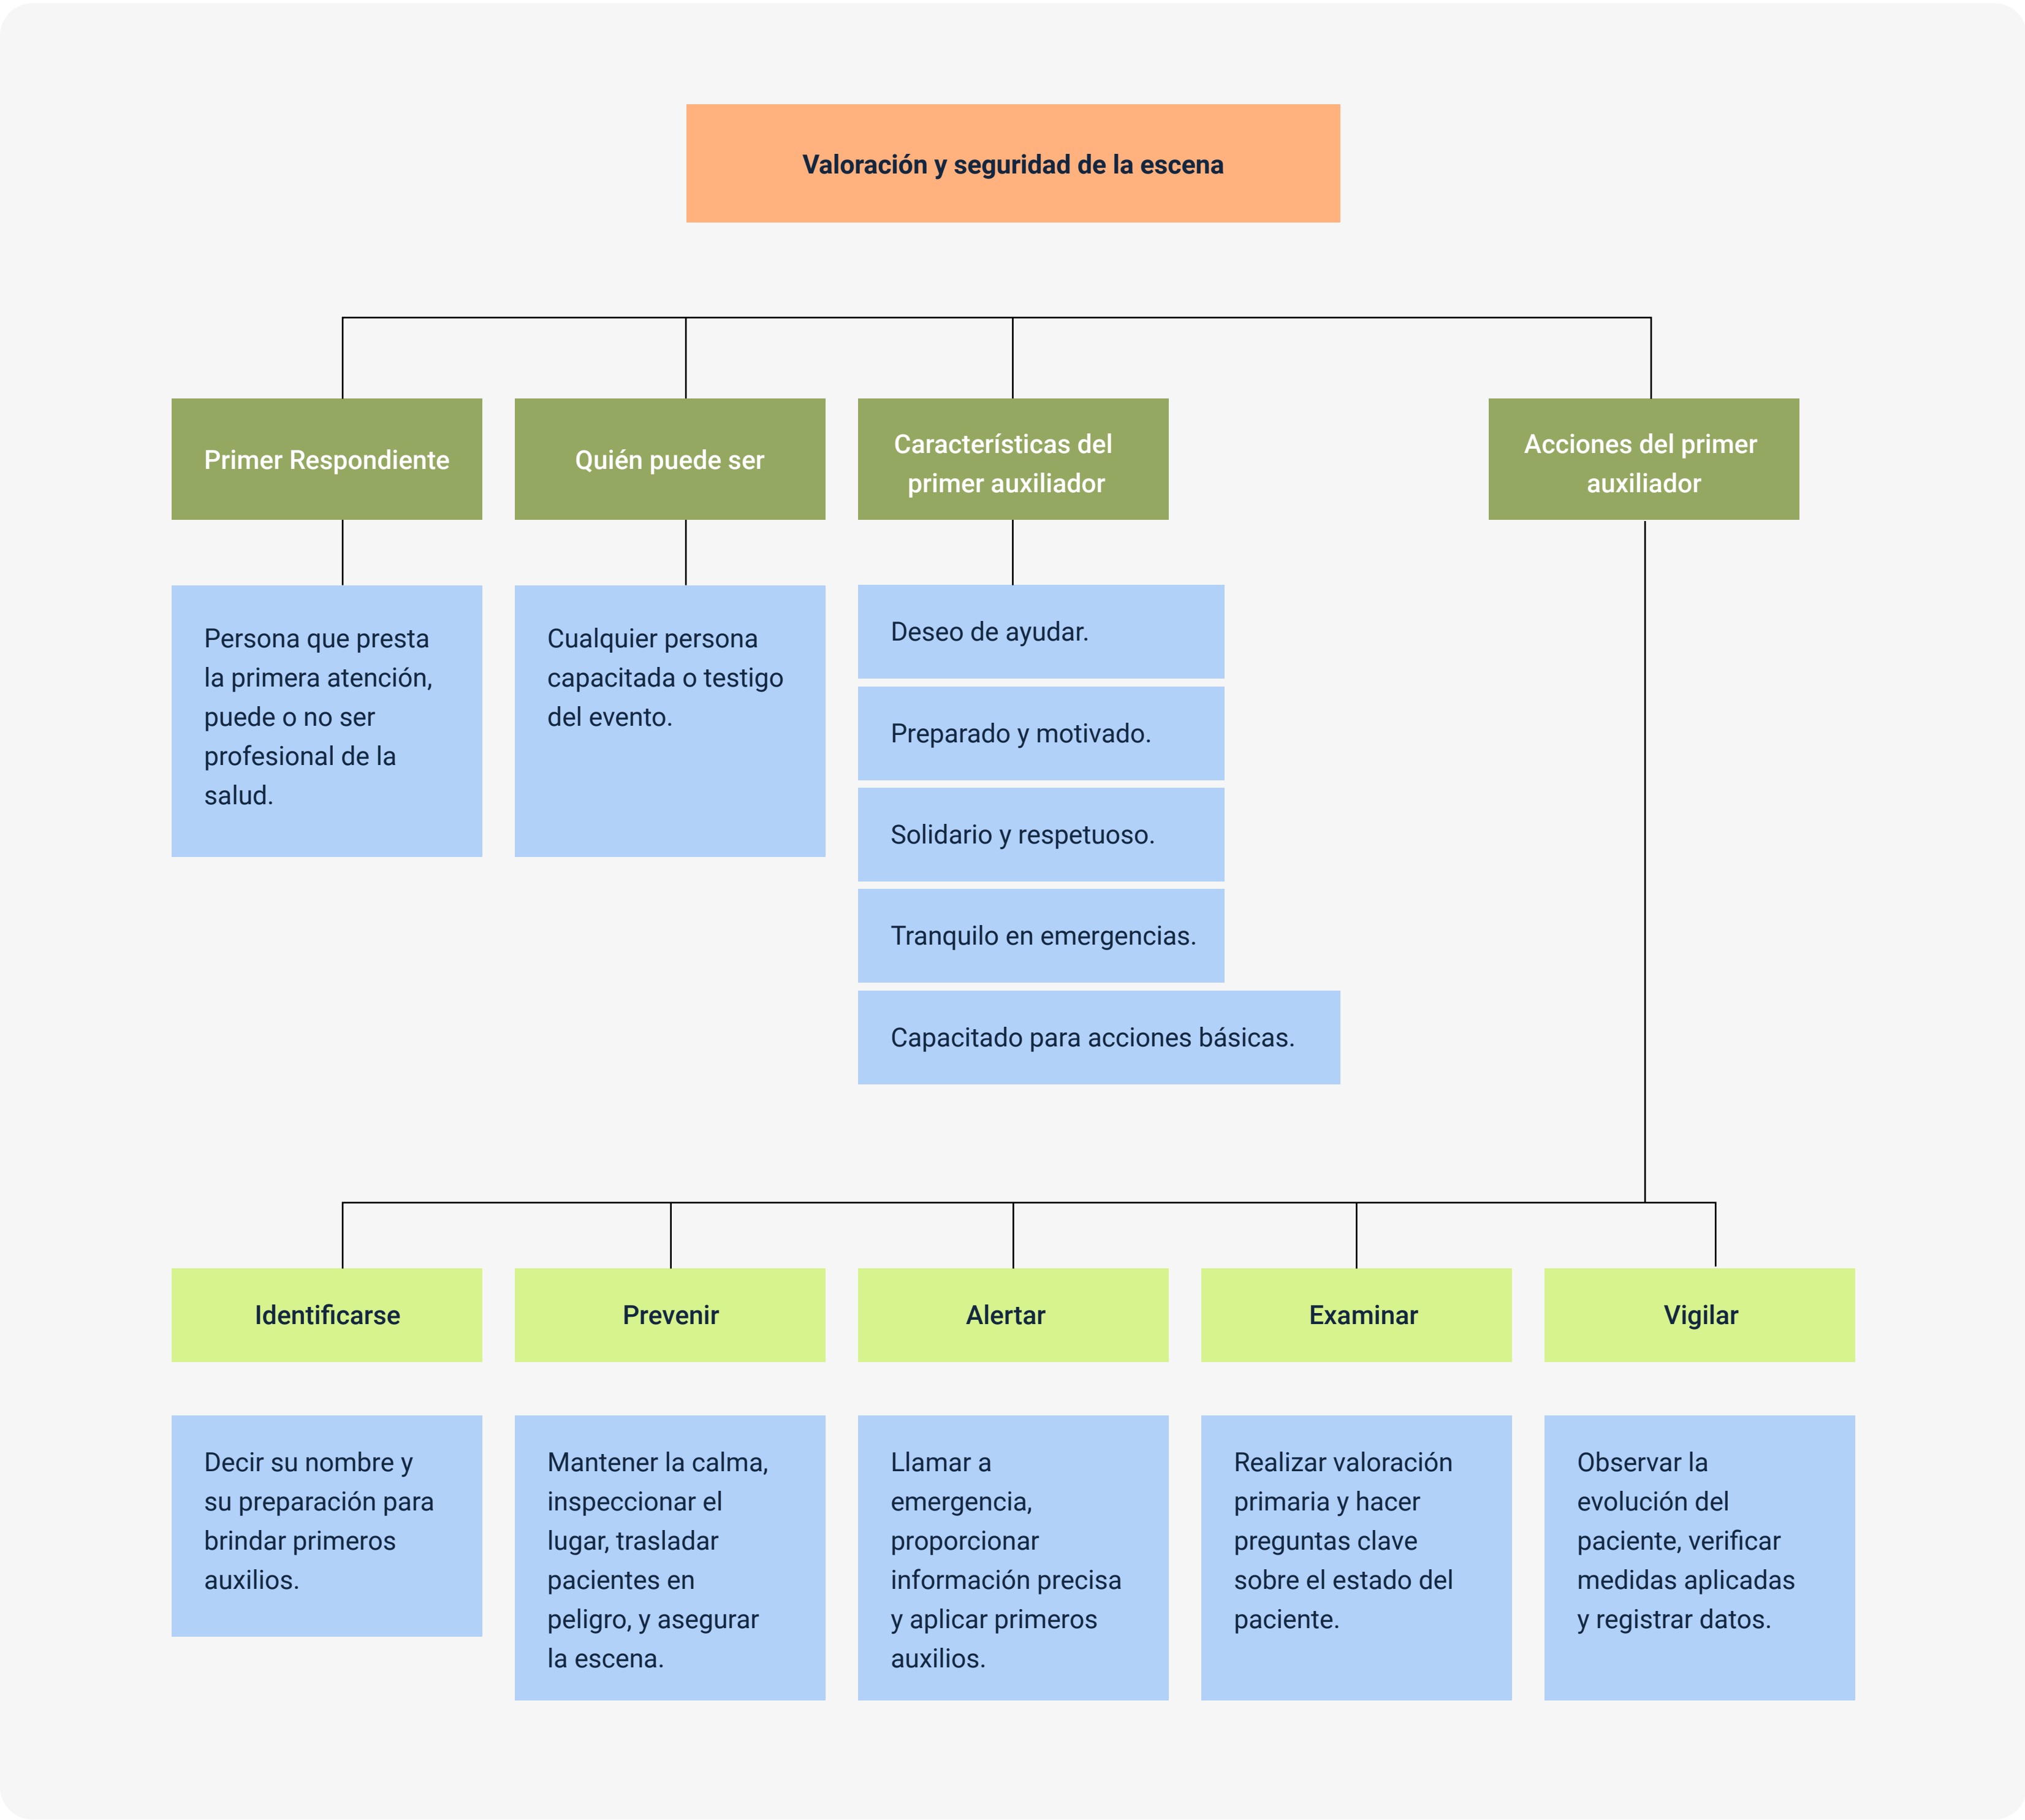 Valoración y seguridad de la escena
Primer Respondiente
Quién puede ser
Características del
primer auxiliador
Acciones del primer
auxiliador
Persona que presta
la primera atención,
puede o no ser
profesional de la
salud.
Cualquier persona
capacitada o testigo
del evento.
Deseo de ayudar.
Preparado y motivado.
Solidario y respetuoso.
Tranquilo en emergencias.
Capacitado para acciones básicas.
Identificarse
Prevenir
Alertar
Examinar
Vigilar
Decir su nombre y
su preparación para
brindar primeros
auxilios.
Mantener la calma,
inspeccionar el
lugar, trasladar
pacientes en
peligro, y asegurar
la escena.
Llamar a
emergencia,
proporcionar
información precisa
y aplicar primeros
auxilios.
Realizar valoración
primaria y hacer
preguntas clave
sobre el estado del
paciente.
Observar la
evolución del
paciente, verificar
medidas aplicadas
y registrar datos.